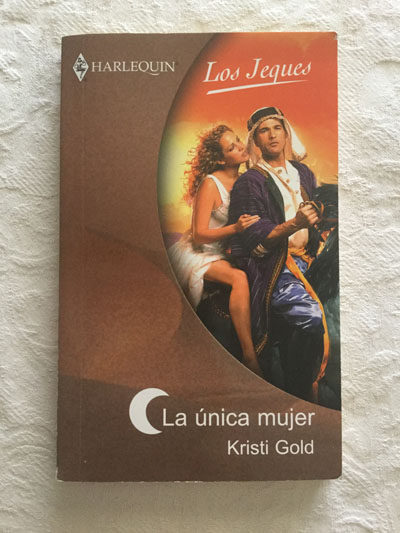 HARLEQUIN
Los Jeques
La única mujer
Kristi Gold